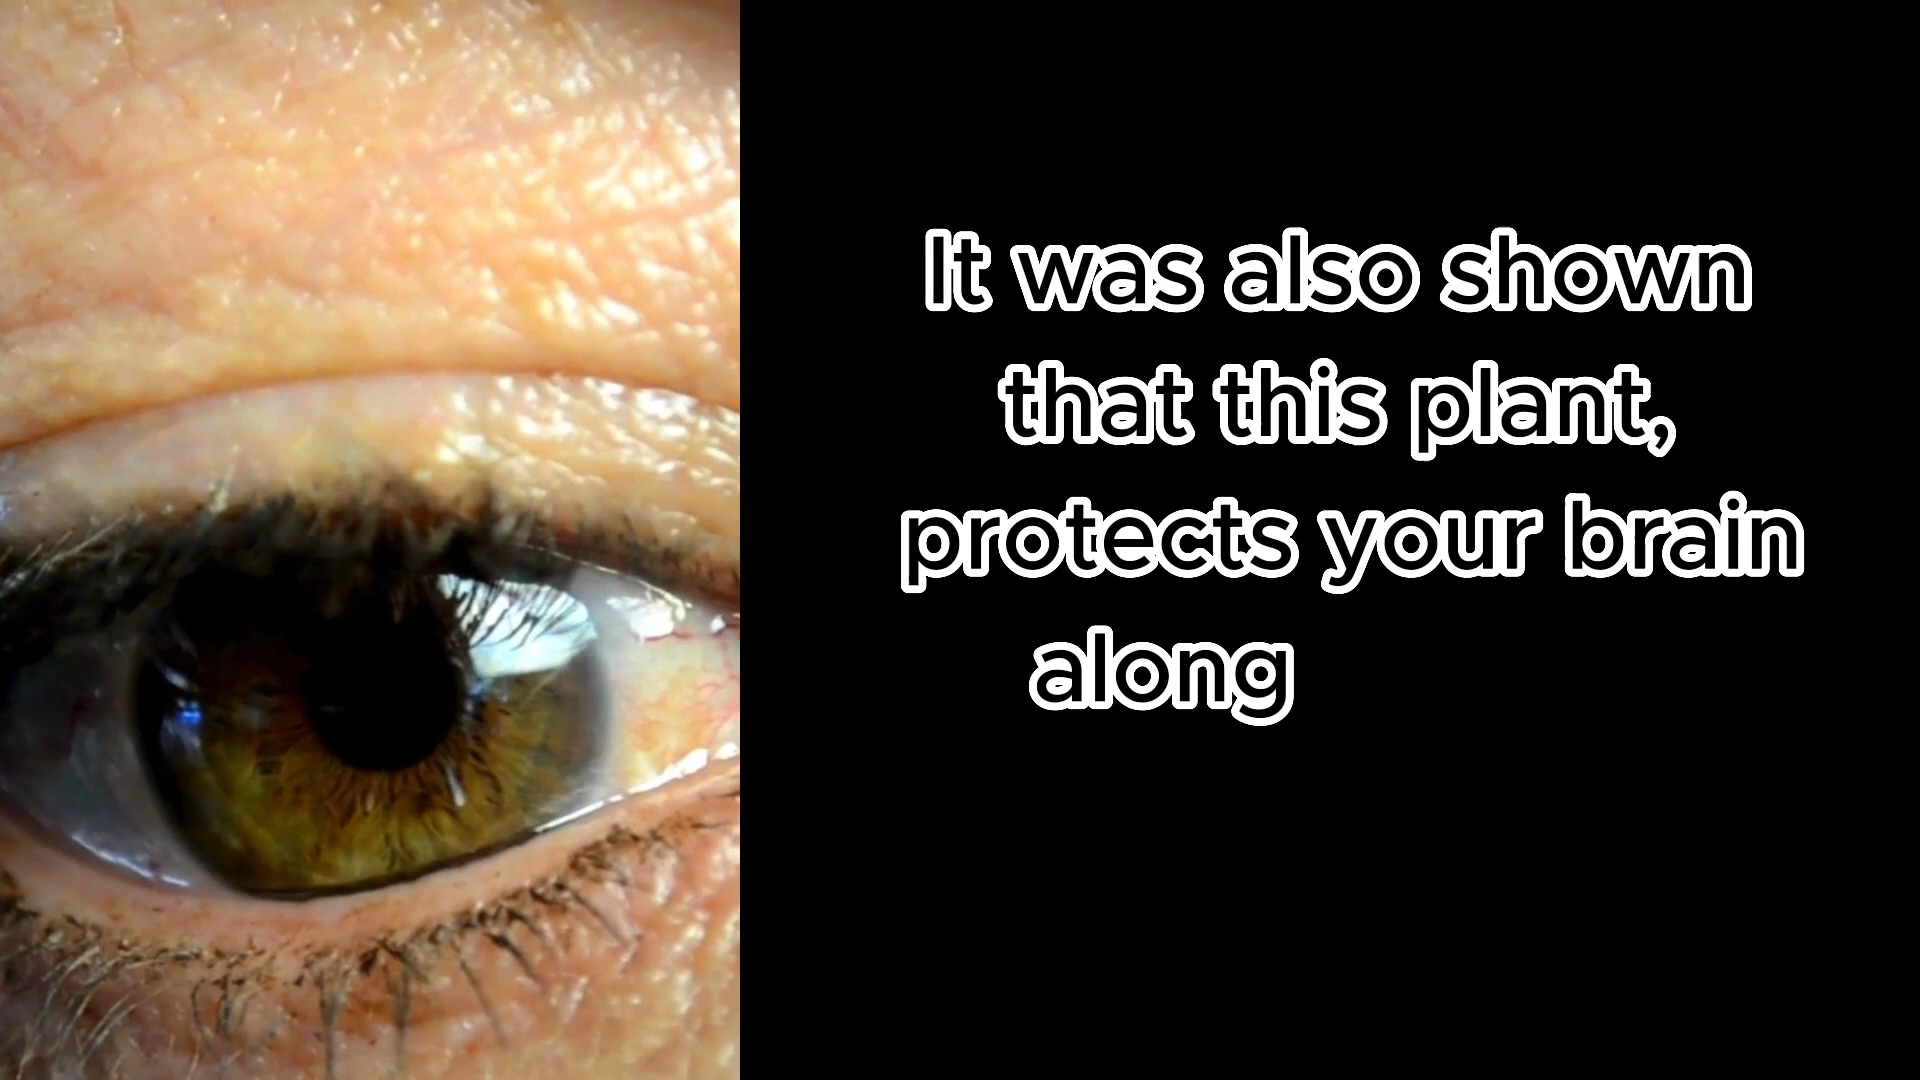 It was also shown
that this plant,
protects your brain
along